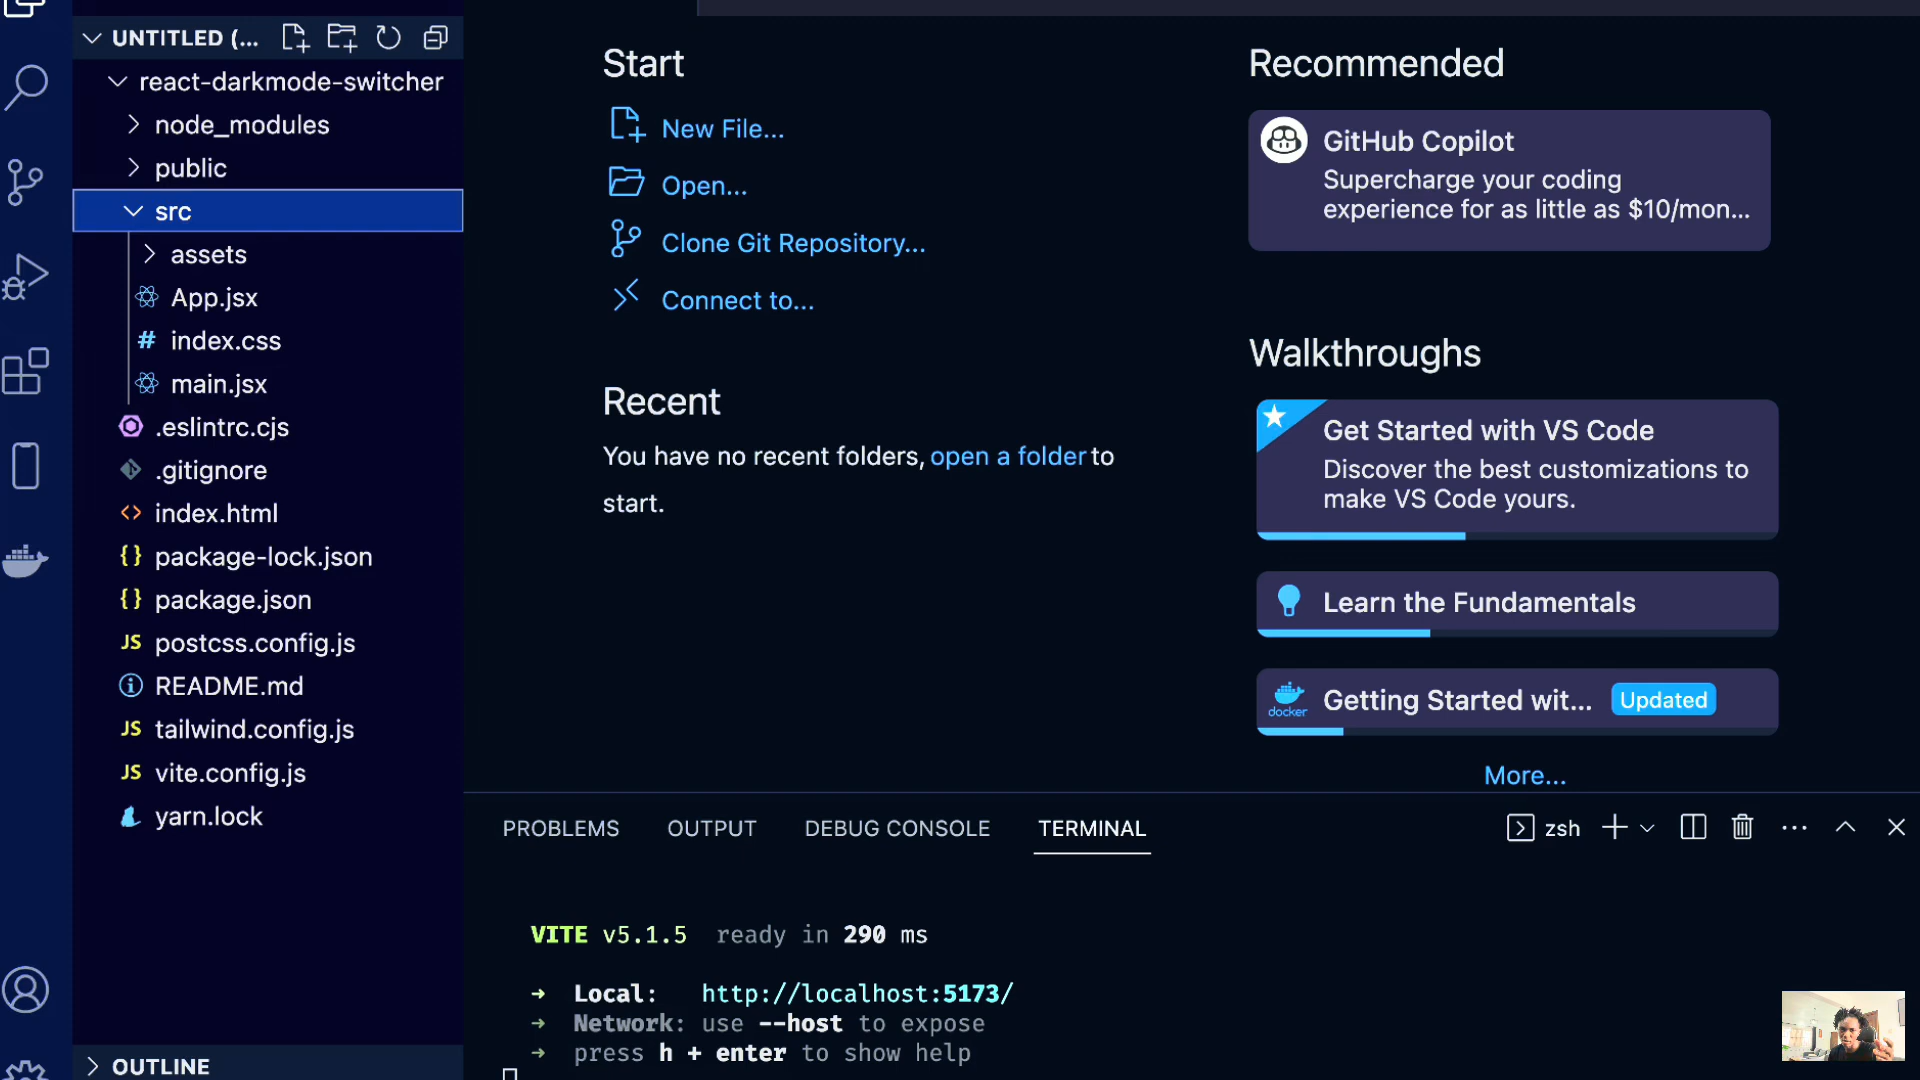 UNTITLED (...
react-darkmode-switcher
node_modules
public
src
assets
App.jsx
# index.css
main.jsx
.eslintrc.cjs
.gitignore
<> index.html
{} package-lock.json
{} package.json
JS postcss.config.js
README.md
JS tailwind.config.js
JS vite.config.js
yarn.lock
OUTLINE
Start
New File...
Open...
Clone Git Repository...
Connect to...
Recent
You have no recent folders, open a folder to
start.
Recommended
GitHub Copilot
Supercharge your coding
experience for as little as $10/mon...
Walkthroughs
Get Started with VS Code
Discover the best customizations to
make VS Code yours.
Learn the Fundamentals
docker
Getting Started wit... Updated
More...
PROBLEMS OUTPUT DEBUG CONSOLE TERMINAL
zsh
VITE v5.1.5 ready in 290 ms
➜ Local: http://localhost:5173/
➜ Network: use --host to expose
➜ press h + enter to show help